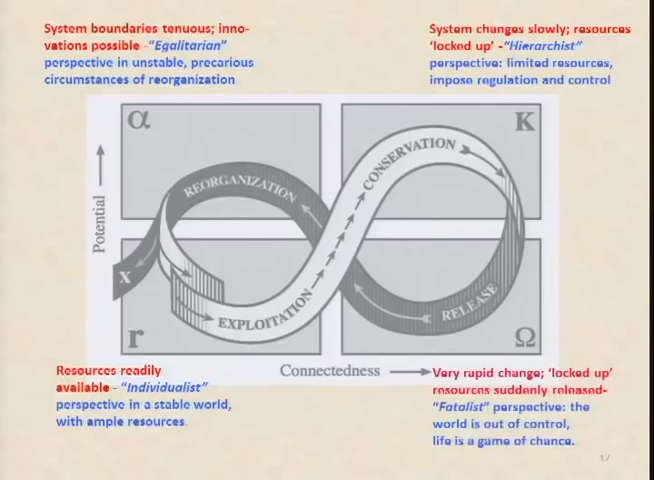 System boundaries tenuous; inno-
vations possible -"Egalitarian"
perspective in unstable, precarious
circumstances of reorganization
System changes slowly; resources
'locked up' -"Hierarchist"
perspective: limited resources,
impose regulation and control
α
K
REORGANIZATION
CONSERVATION
Potential
X
EXPLOITATION
RELEASE
r
Ω
Connectedness
Resources readily
available - "Individualist"
perspective in a stable world,
with ample resources
Very rapid change; 'locked up'
resources suddenly released-
"Fatalist" perspective: the
world is out of control,
life is a game of chance.
17